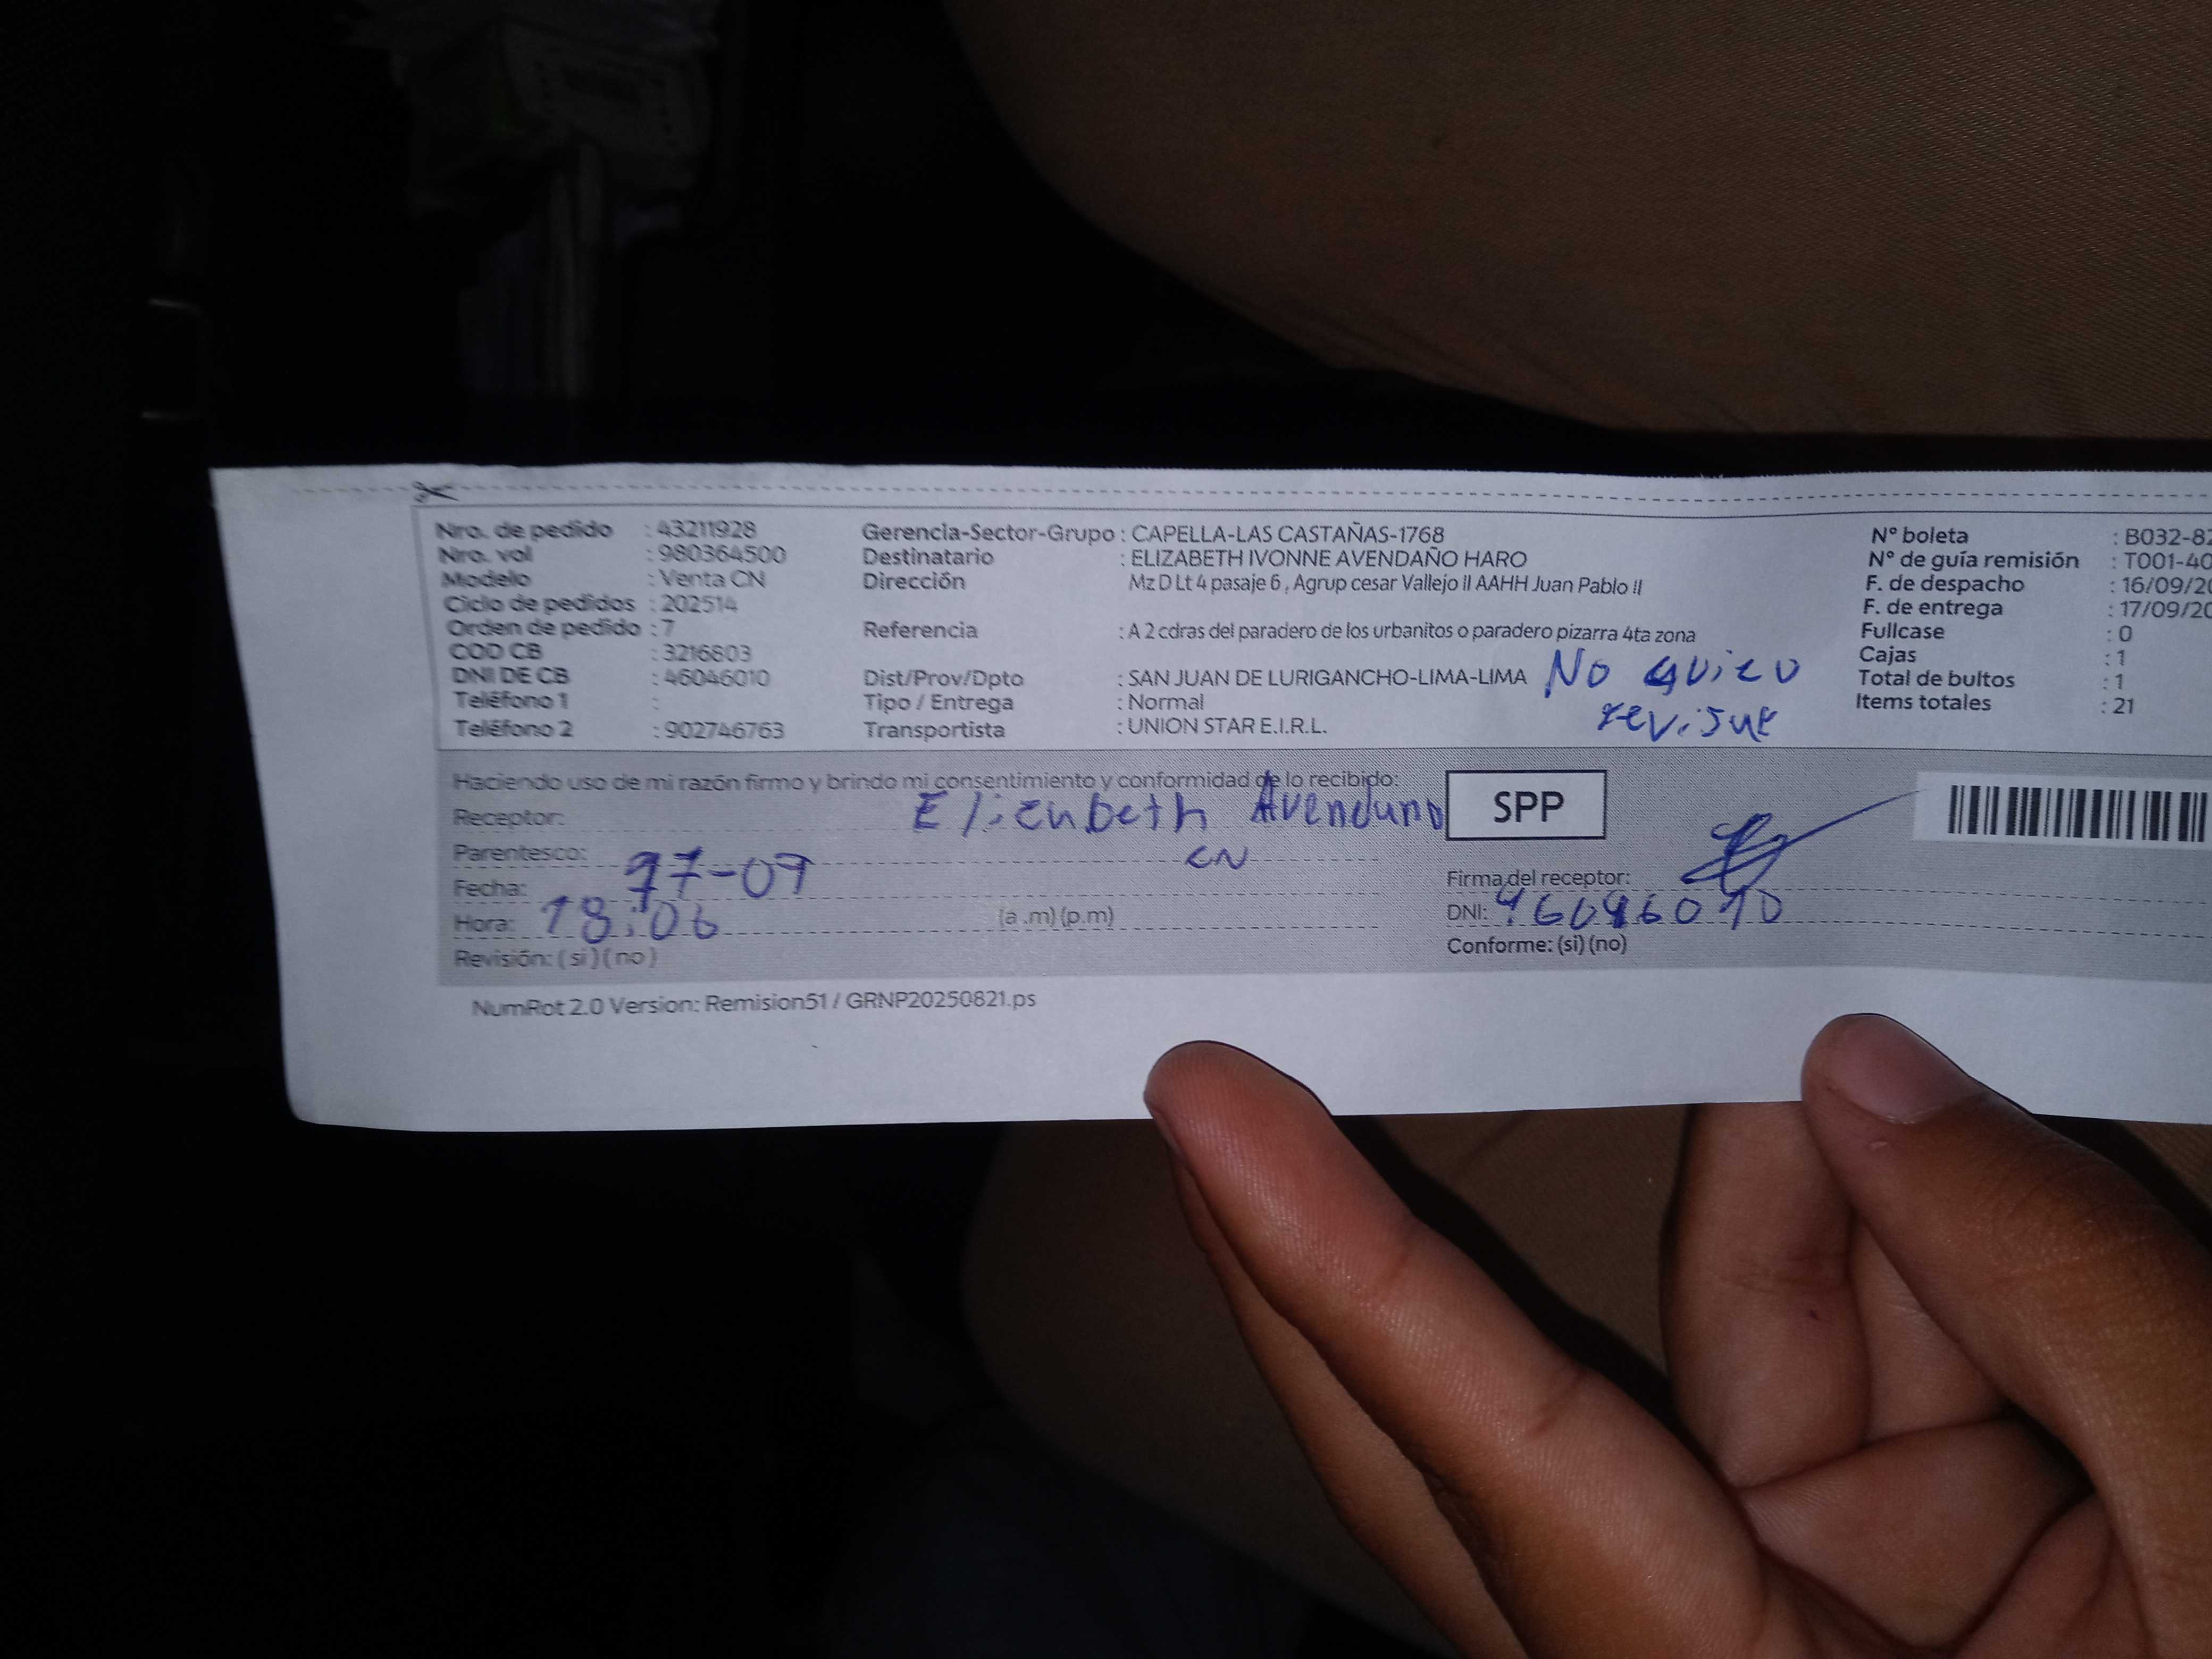 Nro. de pedido : 43211928
Nro. vol : 980364500
Modelo : Venta CN
Ciclo de pedidos : 202514
Orden de pedido : 7
COD CB : 3216803
DNI DE CB : 46046010
Teléfono 1 :
Teléfono 2 : 902746763
Gerencia-Sector-Grupo : CAPELLA-LAS CASTAÑAS-1768
Destinatario : ELIZABETH IVONNE AVENDAÑO HARO
Dirección Mz D Lt 4 pasaje 6 , Agrup cesar Vallejo II AAHH Juan Pablo II
Referencia : A 2 cdras del paradero de los urbanitos o paradero pizarra 4ta zona
Dist/Prov/Dpto : SAN JUAN DE LURIGANCHO-LIMA-LIMA
Tipo / Entrega : Normal
Transportista : UNION STAR E.I.R.L.
No quizo
revisar
N° boleta : B032-82
N° de guía remisión : T001-40
F. de despacho : 16/09/20
F. de entrega : 17/09/20
Fullcase : 0
Cajas : 1
Total de bultos : 1
Items totales : 21
Haciendo uso de mi razón firmo y brindo mi consentimiento y conformidad de lo recibido:
Receptor: Elizabeth Avendano
Parentesco: CN
Fecha: 17-09
Hora: 18:06 (a .m) (p.m)
Revisión: ( si ) ( no )
SPP
Firma del receptor:
DNI: 46046010
Conforme: (si) (no)
NumRot 2.0 Version: Remision51 / GRNP20250821.ps